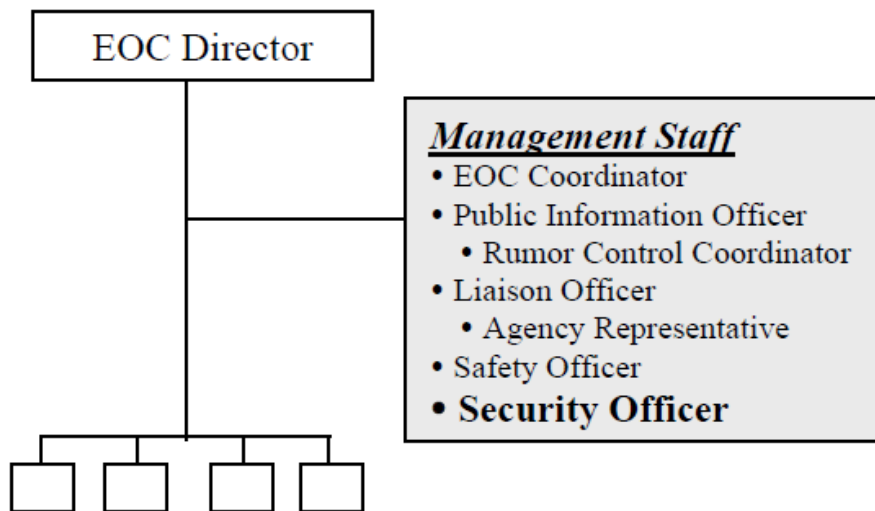 EOC Director
Management Staff
• EOC Coordinator
• Public Information Officer
• Rumor Control Coordinator
• Liaison Officer
• Agency Representative
• Safety Officer
• Security Officer